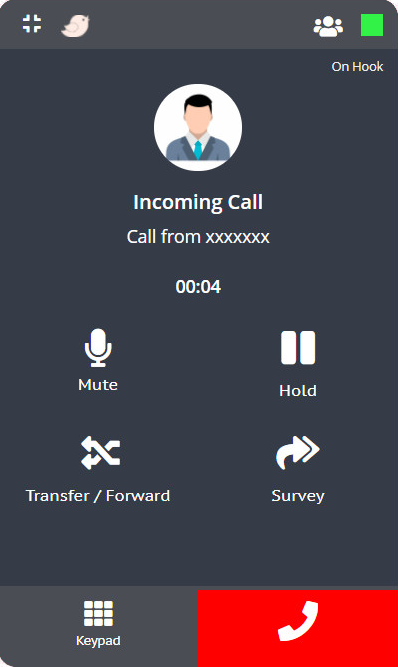 On Hook
Incoming Call
Call from xxxxxxx
00:04
Mute
Hold
Transfer / Forward
Survey
Keypad